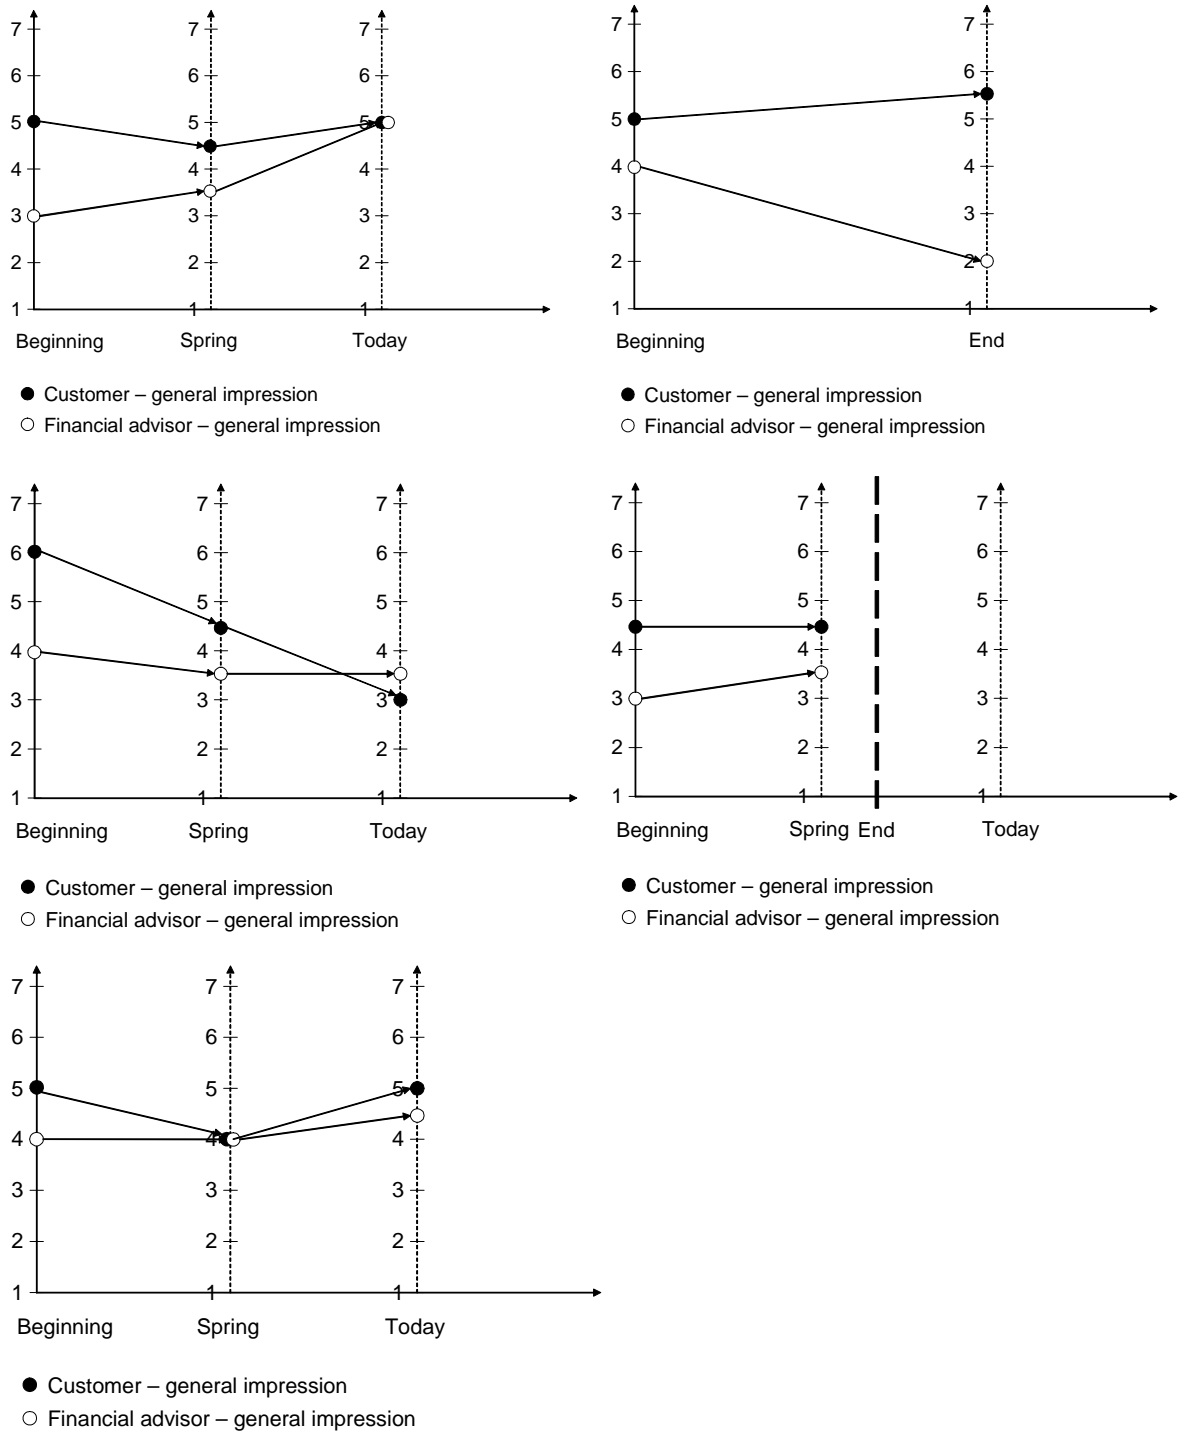 7 7 7
6 6 6
5 5 5
4 4 4
3 3 3
2 2 2
1 1 1
Beginning Spring Today
Customer – general impression
Financial advisor – general impression
7 7
6 6
5 5
4 4
3 3
2 2
1 1
Beginning End
Customer – general impression
Financial advisor – general impression
7 7 7
6 6 6
5 5 5
4 4 4
3 3 3
2 2 2
1 1 1
Beginning Spring Today
Customer – general impression
Financial advisor – general impression
7 7 7
6 6 6
5 5 5
4 4 4
3 3 3
2 2 2
1 1 1
Beginning Spring End Today
Customer – general impression
Financial advisor – general impression
7 7 7
6 6 6
5 5 5
4 4 4
3 3 3
2 2 2
1 1 1
Beginning Spring Today
Customer – general impression
Financial advisor – general impression